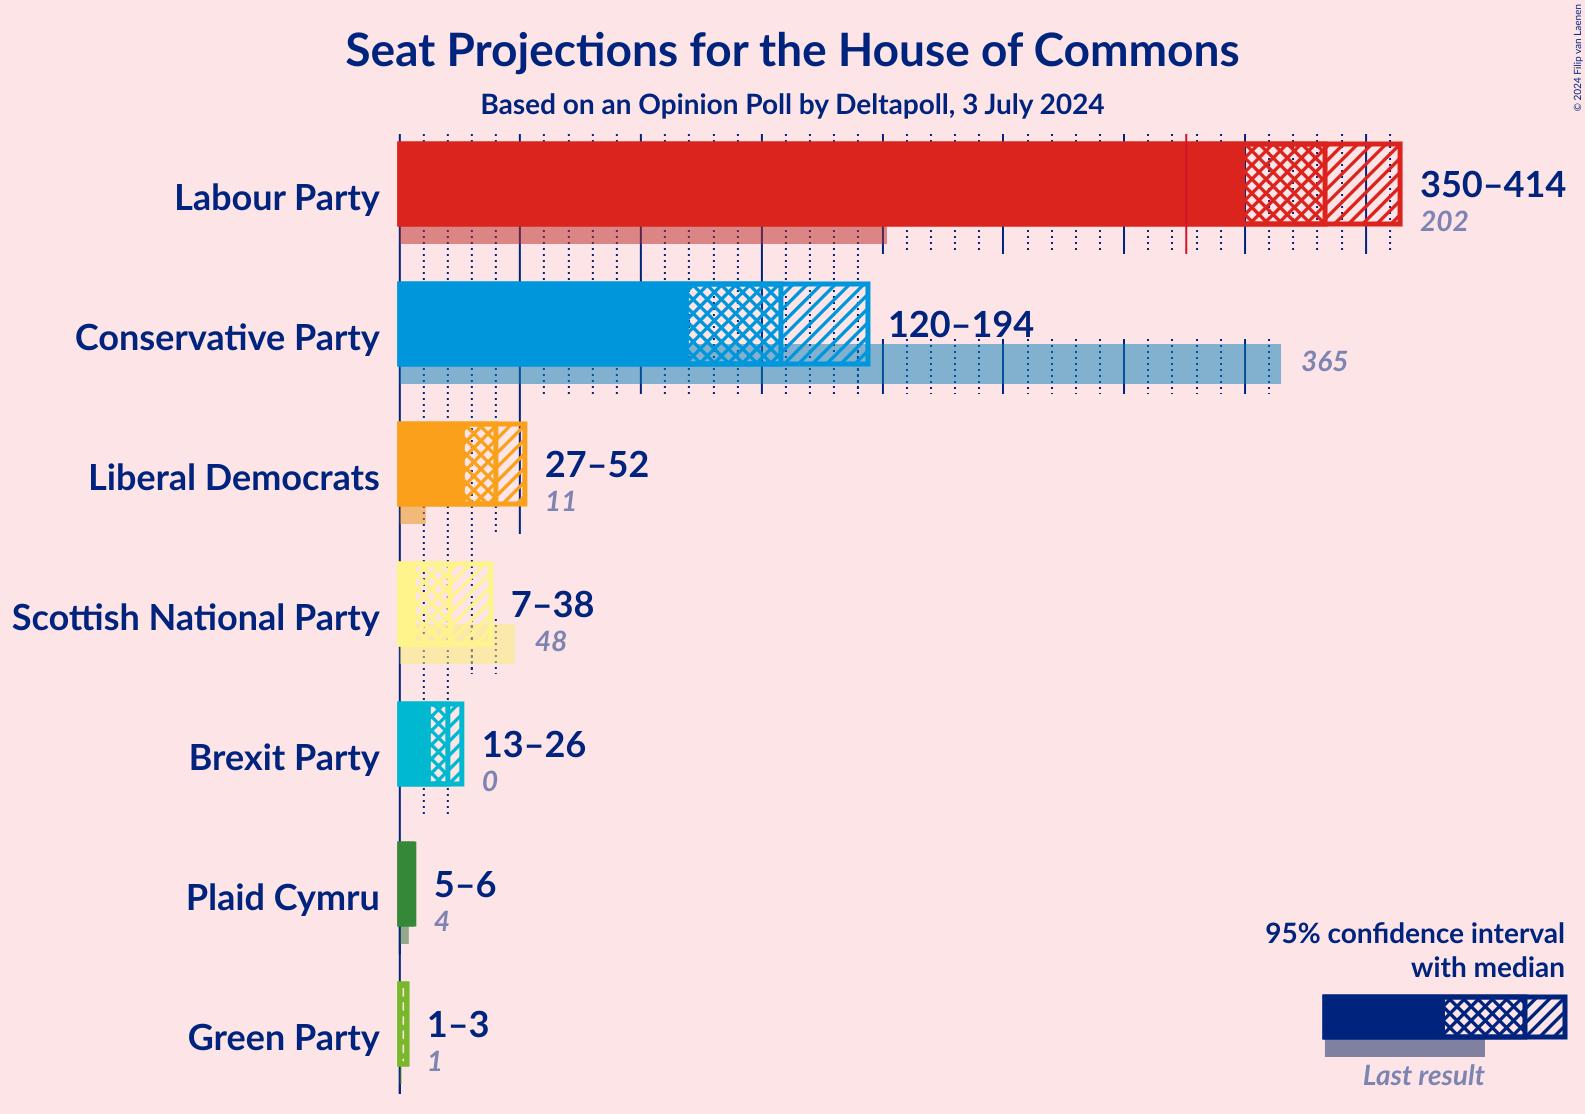 Seat Projections for the House of Commons
Based on an Opinion Poll by Deltapoll, 3 July 2024
© 2024 Filip van Laenen
Labour Party
350–414
202
Conservative Party
120–194
365
Liberal Democrats
27–52
11
Scottish National Party
7–38
48
Brexit Party
13–26
0
Plaid Cymru
5–6
4
Green Party
1–3
1
95% confidence interval
with median
Last result